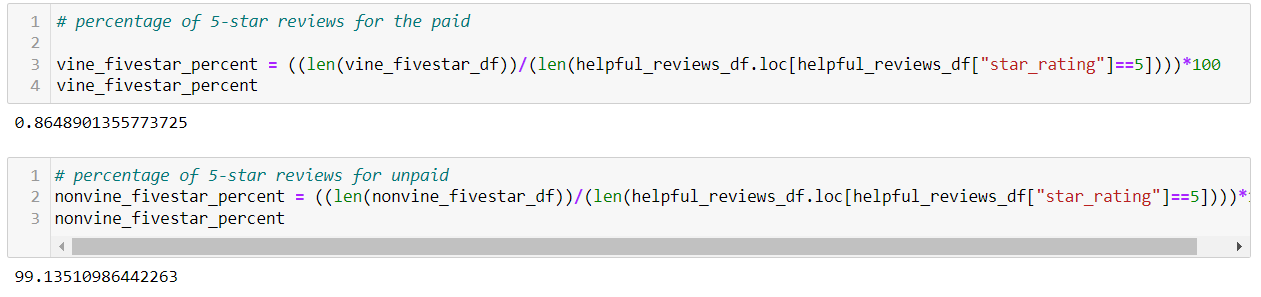 1 # percentage of 5-star reviews for the paid
2
3 vine_fivestar_percent = ((len(vine_fivestar_df))/(len(helpful_reviews_df.loc[helpful_reviews_df["star_rating"]==5])))*100
4 vine_fivestar_percent
0.8648901355773725
1 # percentage of 5-star reviews for unpaid
2 nonvine_fivestar_percent = ((len(nonvine_fivestar_df))/(len(helpful_reviews_df.loc[helpful_reviews_df["star_rating"]==5])))*
3 nonvine_fivestar_percent
99.13510986442263